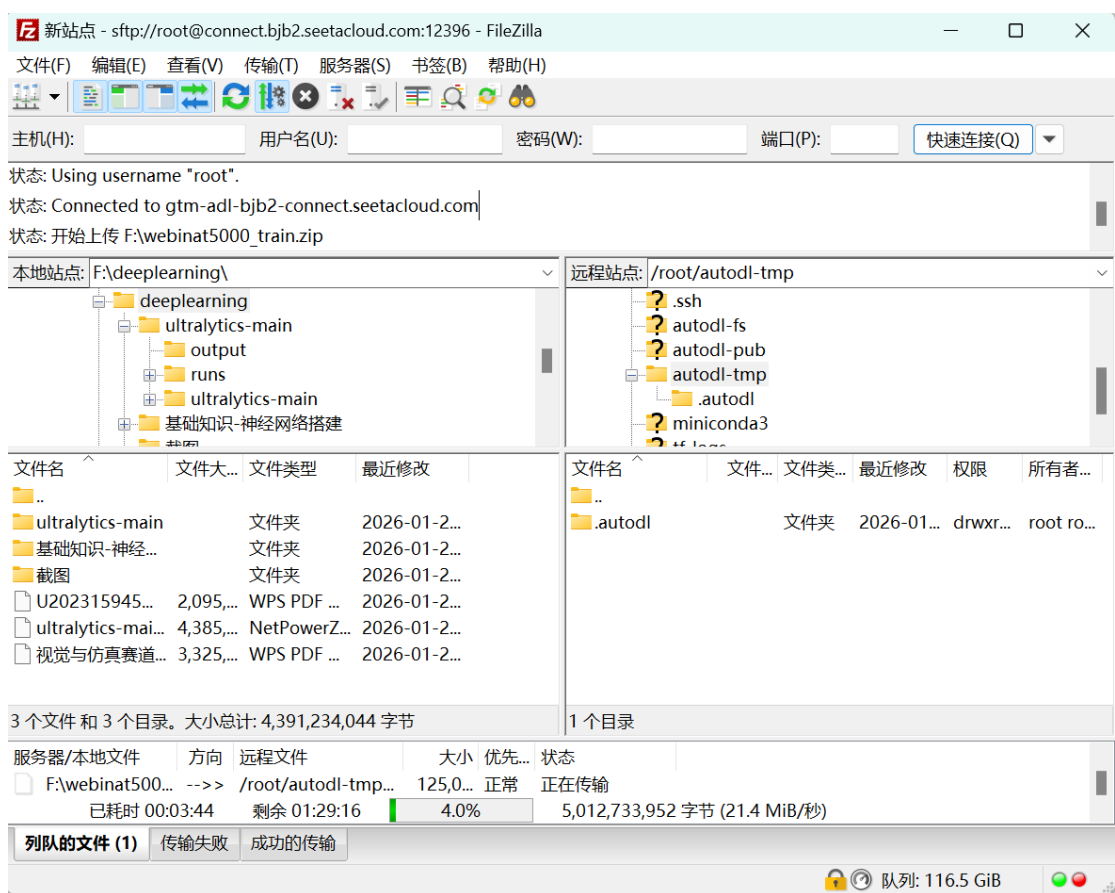 新站点 - sftp://root@connect.bjb2.seetacloud.com:12396 - FileZilla
文件(F) 编辑(E) 查看(V) 传输(T) 服务器(S) 书签(B) 帮助(H)
主机(H): 用户名(U): 密码(W): 端口(P): 快速连接(Q)
状态: Using username "root".
状态: Connected to gtm-adl-bjb2-connect.seetacloud.com
状态: 开始上传 F:\webinat5000_train.zip
本地站点: F:\deeplearning\
deeplearning
ultralytics-main
output
runs
ultralytics-main
基础知识-神经网络搭建
截图
远程站点: /root/autodl-tmp
.ssh
autodl-fs
autodl-pub
autodl-tmp
.autodl
miniconda3
tf-logs
文件名 文件大... 文件类型 最近修改
..
ultralytics-main 文件夹 2026-01-2...
基础知识-神经... 文件夹 2026-01-2...
截图 文件夹 2026-01-2...
U202315945... 2,095,... WPS PDF ... 2026-01-2...
ultralytics-mai... 4,385,... NetPowerZ... 2026-01-2...
视觉与仿真赛道... 3,325,... WPS PDF ... 2026-01-2...
3 个文件 和 3 个目录。大小总计: 4,391,234,044 字节
文件名 文件... 文件类... 最近修改 权限 所有者...
..
.autodl 文件夹 2026-01... drwxr... root ro...
1 个目录
服务器/本地文件 方向 远程文件 大小 优先... 状态
F:\webinat500... -->> /root/autodl-tmp... 125,0... 正常 正在传输
已耗时 00:03:44 剩余 01:29:16 4.0% 5,012,733,952 字节 (21.4 MiB/秒)
列队的文件 (1) 传输失败 成功的传输
队列: 116.5 GiB